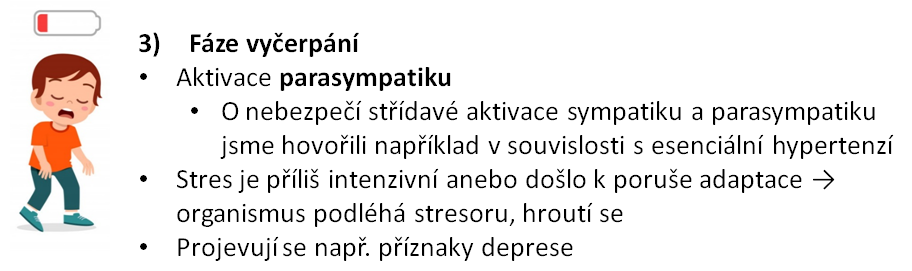 3) Fáze vyčerpání
• Aktivace parasympatiku
• O nebezpečí střídavé aktivace sympatiku a parasympatiku
jsme hovořili například v souvislosti s esenciální hypertenzí
• Stres je příliš intenzivní anebo došlo k poruše adaptace →
organismus podléhá stresoru, hroutí se
• Projevují se např. příznaky deprese